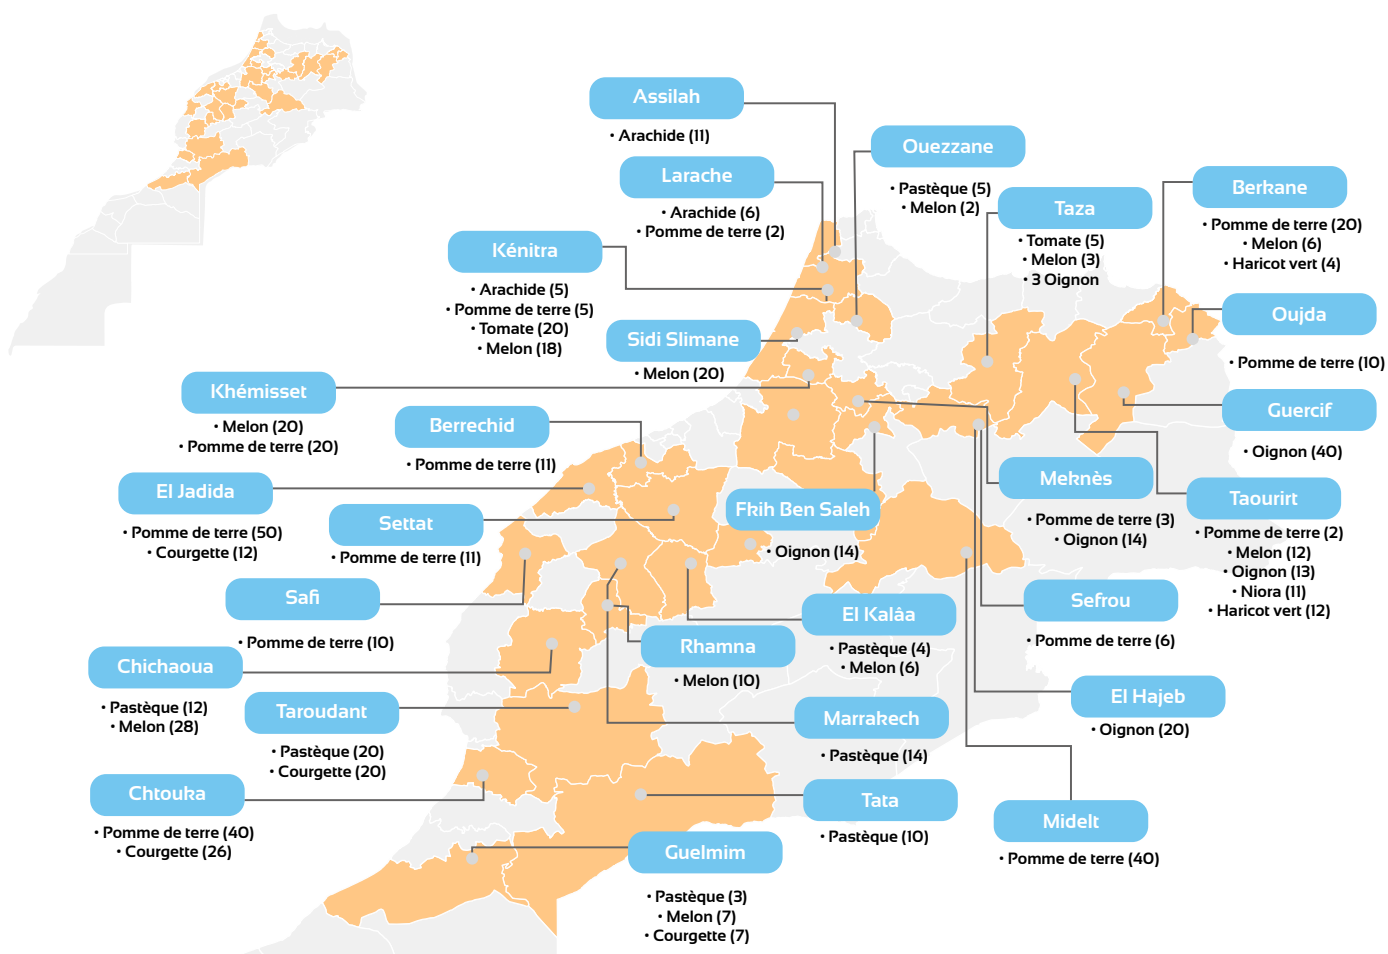 Assilah
• Arachide (11)
Ouezzane
• Pastèque (5)
• Melon (2)
Larache
• Arachide (6)
• Pomme de terre (2)
Berkane
• Pomme de terre (20)
• Melon (6)
• Haricot vert (4)
Taza
• Tomate (5)
• Melon (3)
• 3 Oignon
Kénitra
• Arachide (5)
• Pomme de terre (5)
• Tomate (20)
• Melon (18)
Oujda
• Pomme de terre (10)
Sidi Slimane
• Melon (20)
Khémisset
• Melon (20)
• Pomme de terre (20)
Guercif
• Oignon (40)
Berrechid
• Pomme de terre (11)
Meknès
• Pomme de terre (3)
• Oignon (14)
El Jadida
• Pomme de terre (50)
• Courgette (12)
Taourirt
• Pomme de terre (2)
• Melon (12)
• Oignon (13)
• Niora (11)
• Haricot vert (12)
Fkih Ben Saleh
• Oignon (14)
Settat
• Pomme de terre (11)
Safi
• Pomme de terre (10)
Sefrou
• Pomme de terre (6)
El Kalâa
• Pastèque (4)
• Melon (6)
Rhamna
• Melon (10)
Chichaoua
• Pastèque (12)
• Melon (28)
El Hajeb
• Oignon (20)
Taroudant
• Pastèque (20)
• Courgette (20)
Marrakech
• Pastèque (14)
Chtouka
• Pomme de terre (40)
• Courgette (26)
Tata
• Pastèque (10)
Midelt
• Pomme de terre (40)
Guelmim
• Pastèque (3)
• Melon (7)
• Courgette (7)